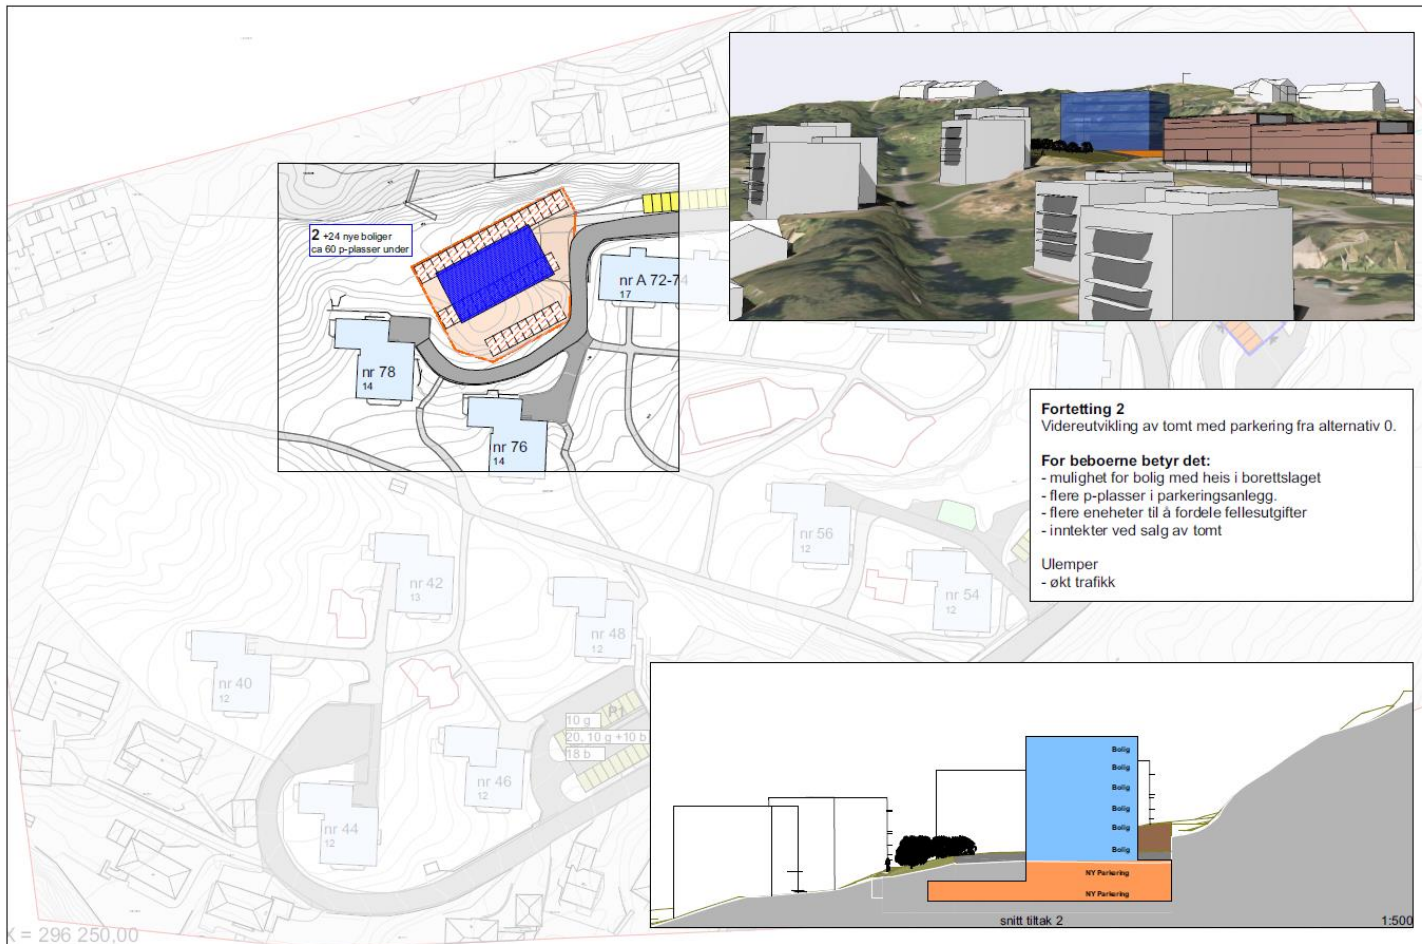 2 +24 nye boliger
ca 60 p-plasser under
nr A 72-74
17
nr 78
14
nr 76
14
Fortetting 2
Videreutvikling av tomt med parkering fra alternativ 0.
For beboerne betyr det:
- mulighet for bolig med heis i borettslaget
- flere p-plasser i parkeringsanlegg.
- flere eneheter til å fordele fellesutgifter
- inntekter ved salg av tomt
Ulemper
- økt trafikk
nr 56
12
nr 54
12
nr 42
13
nr 48
12
nr 40
12
nr 46
12
nr 44
12
10 g
20, 10 g +10 b
18 b
Bolig
Bolig
Bolig
Bolig
Bolig
Bolig
NY Parkering
NY Parkering
snitt tiltak 2
1:500
X = 296 250,00